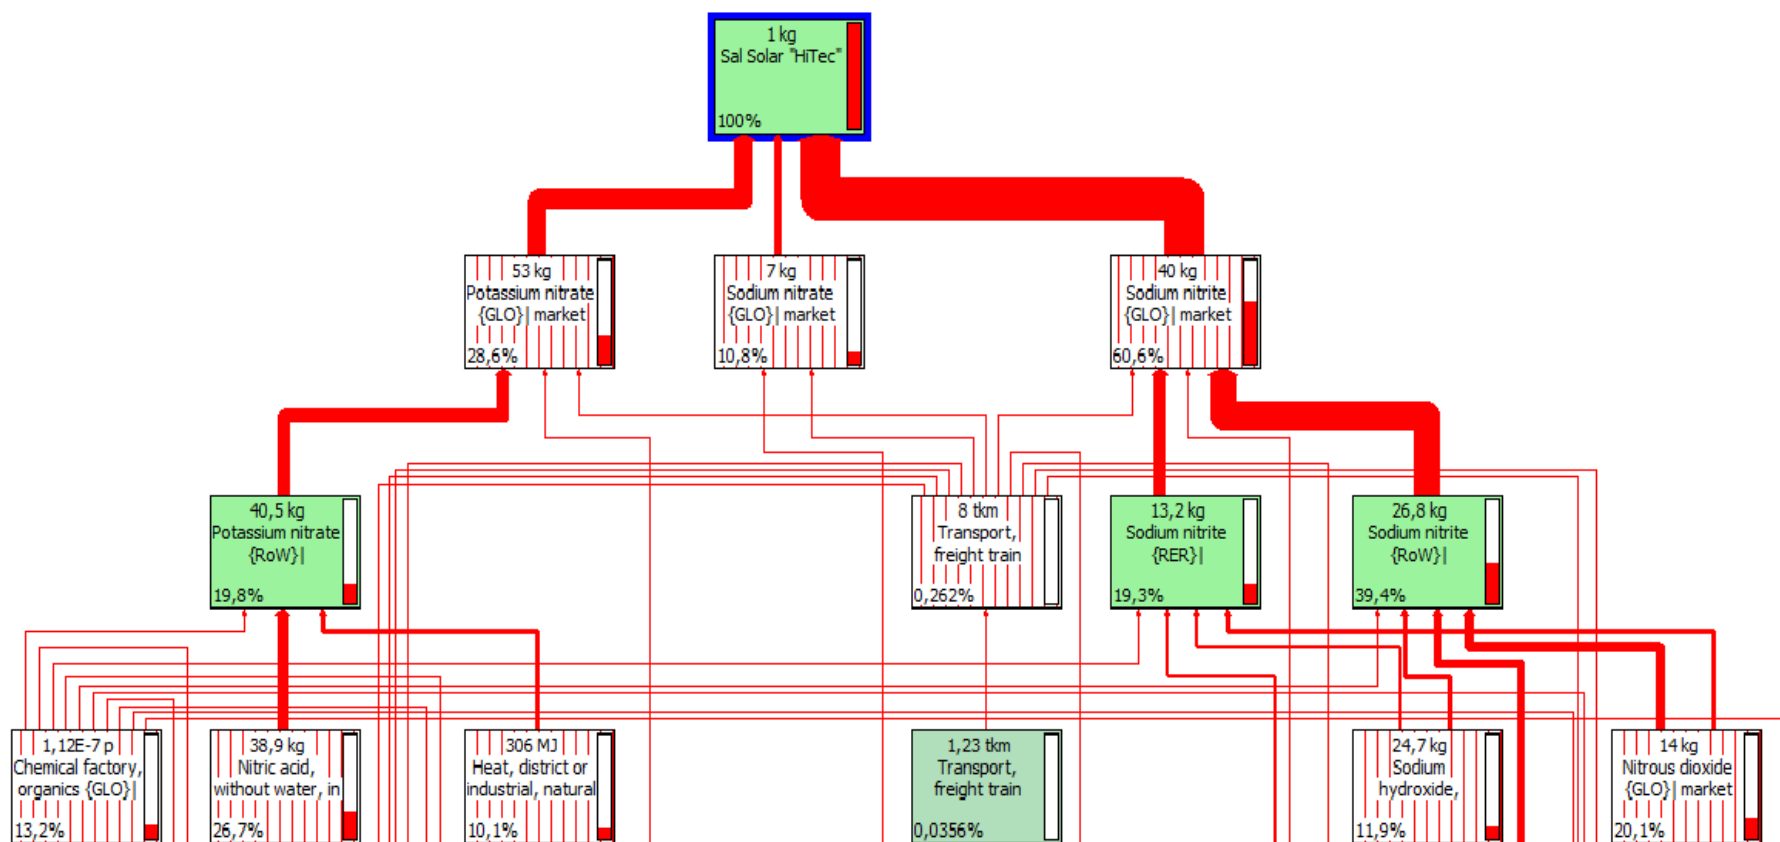 1 kg
Sal Solar "HiTec"
100%
53 kg
Potassium nitrate
{GLO}| market
28,6%
7 kg
Sodium nitrate
{GLO}| market
10,8%
40 kg
Sodium nitrite
{GLO}| market
60,6%
40,5 kg
Potassium nitrate
{RoW}|
19,8%
8 tkm
Transport,
freight train
0,262%
13,2 kg
Sodium nitrite
{RER}|
19,3%
26,8 kg
Sodium nitrite
{RoW}|
39,4%
1,12E-7 p
Chemical factory,
organics {GLO}|
13,2%
38,9 kg
Nitric acid,
without water, in
26,7%
306 MJ
Heat, district or
industrial, natural
10,1%
1,23 tkm
Transport,
freight train
0,0356%
24,7 kg
Sodium
hydroxide,
11,9%
14 kg
Nitrous dioxide
{GLO}| market
20,1%